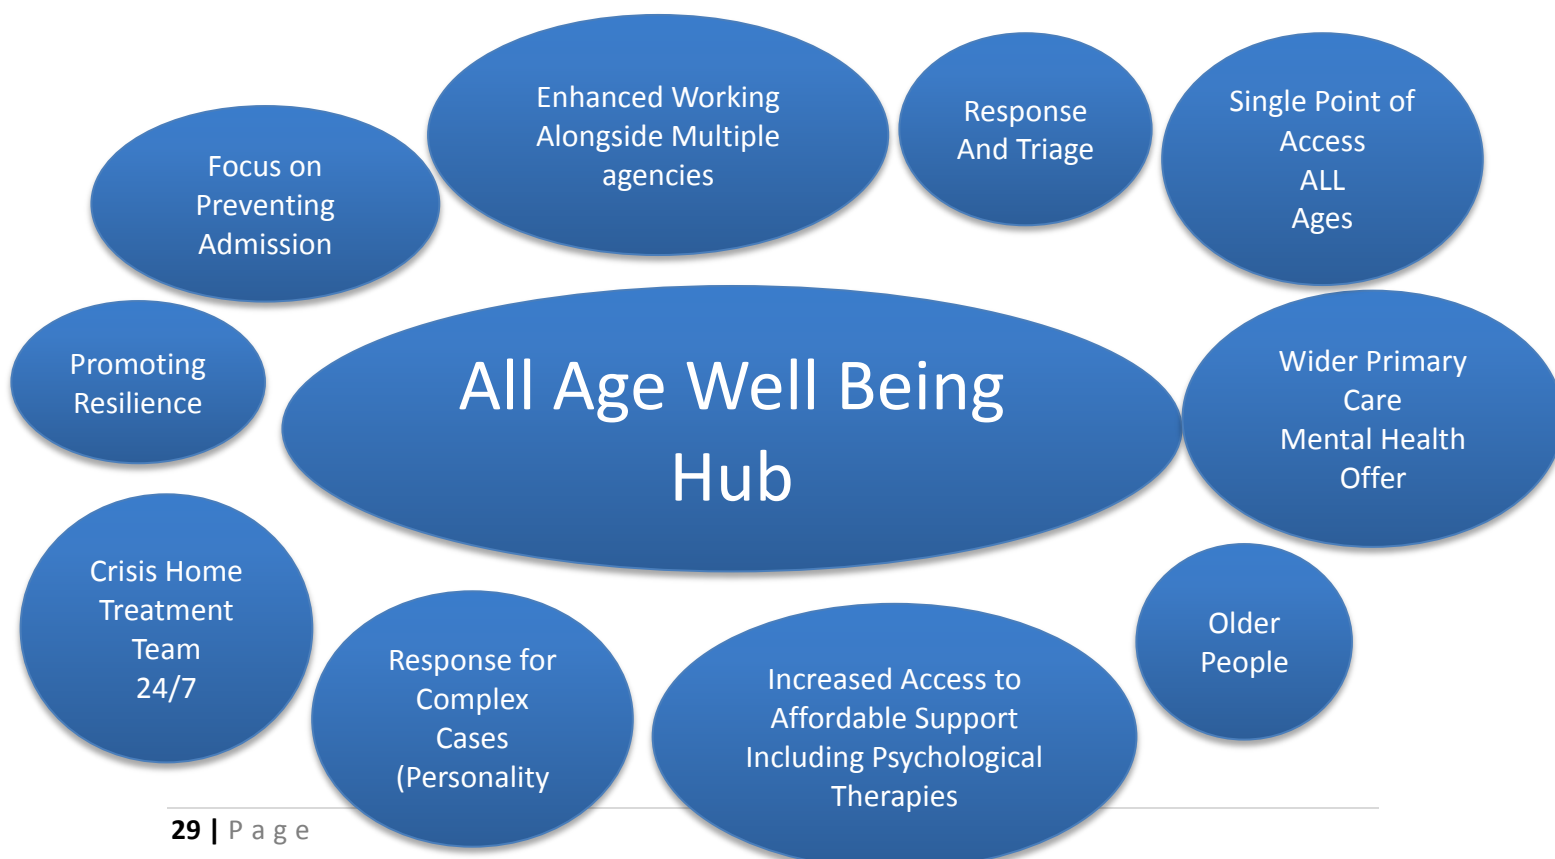 Enhanced Working
Alongside Multiple
agencies
Response
And Triage
Single Point of
Access
ALL
Ages
Focus on
Preventing
Admission
Promoting
Resilience
All Age Well Being
Hub
Wider Primary
Care
Mental Health
Offer
Crisis Home
Treatment
Team
24/7
Response for
Complex
Cases
(Personality
Increased Access to
Affordable Support
Including Psychological
Therapies
Older
People
29 | P a g e